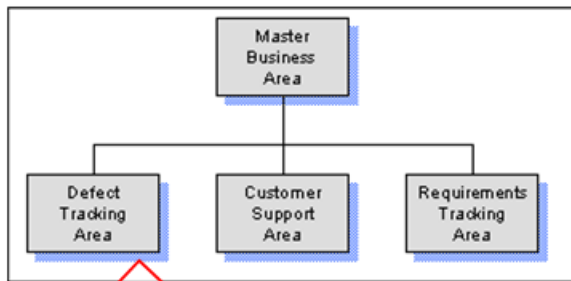 Master
Business
Area
Defect
Tracking
Area
Customer
Support
Area
Requirements
Tracking
Area